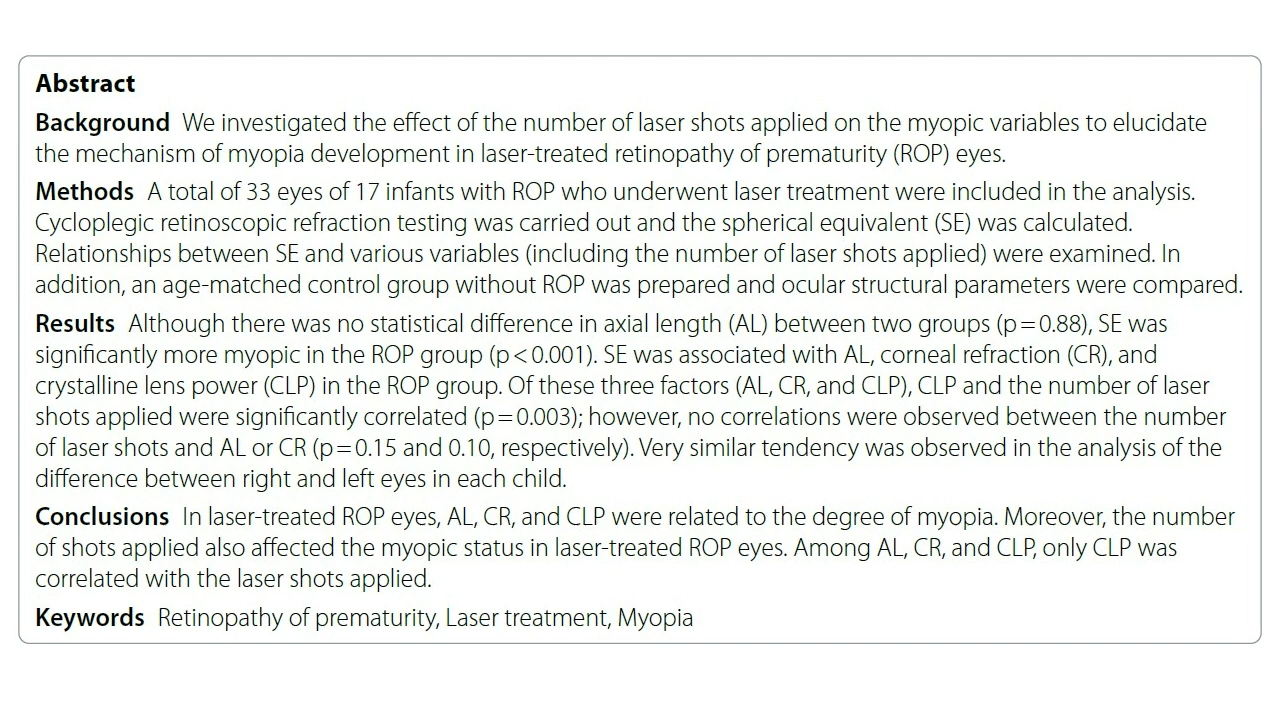 Abstract
Background We investigated the effect of the number of laser shots applied on the myopic variables to elucidate
the mechanism of myopia development in laser-treated retinopathy of prematurity (ROP) eyes.
Methods A total of 33 eyes of 17 infants with ROP who underwent laser treatment were included in the analysis.
Cycloplegic retinoscopic refraction testing was carried out and the spherical equivalent (SE) was calculated.
Relationships between SE and various variables (including the number of laser shots applied) were examined. In
addition, an age-matched control group without ROP was prepared and ocular structural parameters were compared.
Results Although there was no statistical difference in axial length (AL) between two groups (p = 0.88), SE was
significantly more myopic in the ROP group (p < 0.001). SE was associated with AL, corneal refraction (CR), and
crystalline lens power (CLP) in the ROP group. Of these three factors (AL, CR, and CLP), CLP and the number of laser
shots applied were significantly correlated (p = 0.003); however, no correlations were observed between the number
of laser shots and AL or CR (p = 0.15 and 0.10, respectively). Very similar tendency was observed in the analysis of the
difference between right and left eyes in each child.
Conclusions In laser-treated ROP eyes, AL, CR, and CLP were related to the degree of myopia. Moreover, the number
of shots applied also affected the myopic status in laser-treated ROP eyes. Among AL, CR, and CLP, only CLP was
correlated with the laser shots applied.
Keywords Retinopathy of prematurity, Laser treatment, Myopia